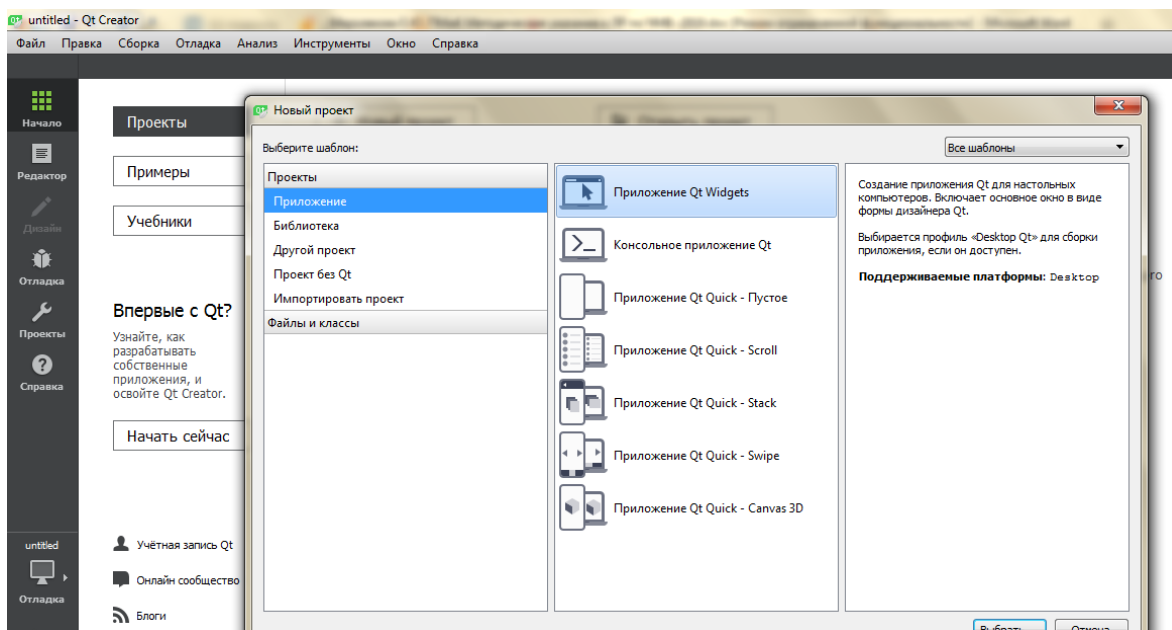 untitled - Qt Creator
Файл Правка Сборка Отладка Анализ Инструменты Окно Справка
Начало
Редактор
Дизайн
Отладка
Проекты
Справка
untitled
Отладка
Проекты
Примеры
Учебники
Впервые с Qt?
Узнайте, как
разрабатывать
собственные
приложения, и
освойте Qt Creator.
Начать сейчас
Учётная запись Qt
Онлайн сообщество
Блоги
Новый проект
Выберите шаблон:
Все шаблоны
Проекты
Приложение
Библиотека
Другой проект
Проект без Qt
Импортировать проект
Файлы и классы
Приложение Qt Widgets
Консольное приложение Qt
Приложение Qt Quick - Пустое
Приложение Qt Quick - Scroll
Приложение Qt Quick - Stack
Приложение Qt Quick - Swipe
Приложение Qt Quick - Canvas 3D
Создание приложения Qt для настольных
компьютеров. Включает основное окно в виде
формы дизайнера Qt.
Выбирается профиль «Desktop Qt» для сборки
приложения, если он доступен.
Поддерживаемые платформы: Desktop
Выбрать...
Отмена